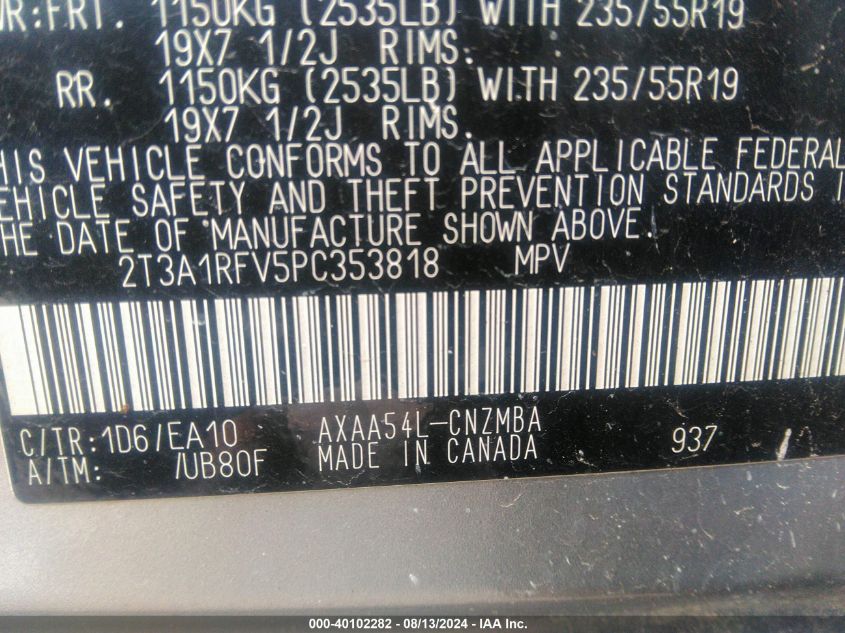 WR:FRT. 1150KG (2535LB) WITH 235/55R19
19X7 1/2J RIMS.
RR. 1150KG (2535LB) WITH 235/55R19
19X7 1/2J RIMS.
HIS VEHICLE CONFORMS TO ALL APPLICABLE FEDERAL
EHICLE SAFETY AND THEFT PREVENTION STANDARDS I
HE DATE OF MANUFACTURE SHOWN ABOVE.
2T3A1RFV5PC353818 MPV
C/TR:1D6/EA10 AXAA54L-CNZMBA 937
A/TM: /UB80F MADE IN CANADA
000-40102282 - 08/13/2024 - IAA Inc.